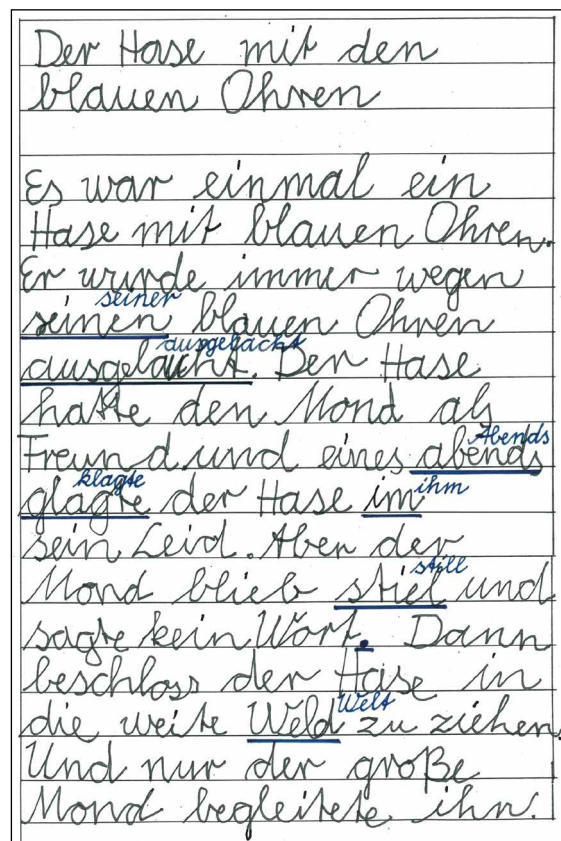 Der Hase mit den
blauen Ohren
Es war einmal ein
Hase mit blauen Ohren.
Er wurde immer wegen
seiner
seinen blauen Ohren
ausgelacht
ausgelaucht. Der Hase
hatte den Mond als
Abends
Freund und eines abends
klagte ihm
glagte der Hase im
sein Leid. Aber der
still
Mond blieb stiel und
sagte kein Wort. Dann
beschloss der Hase in
Welt
die weite Weld zu ziehen.
Und nur der große
Mond begleitete ihn.